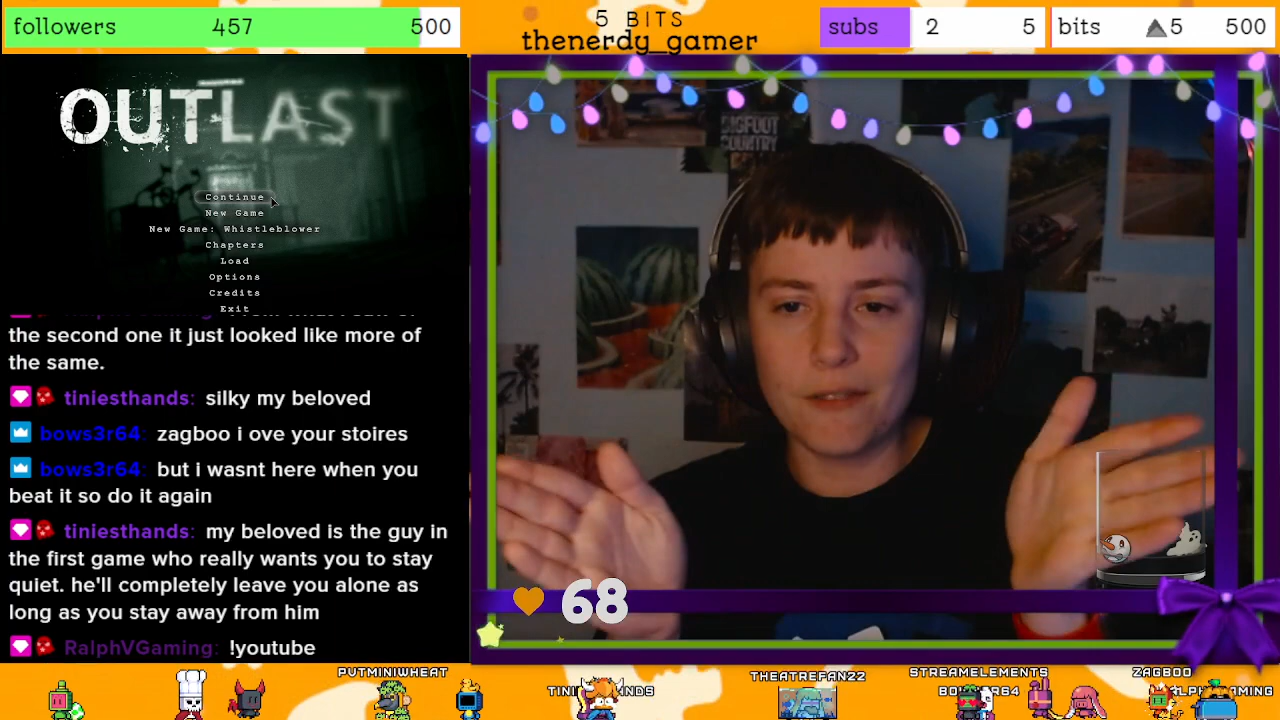 followers 457 500
5 BITS
thenerdy_gamer
subs 2 5
bits 5 500
OUTLAST
Continue
New Game
New Game: Whistleblower
Chapters
Load
Options
Credits
Exit
the second one it just looked like more of
the same.
tiniesthands: silky my beloved
bows3r64: zagboo i ove your stoires
bows3r64: but i wasnt here when you
beat it so do it again
tiniesthands: my beloved is the guy in
the first game who really wants you to stay
quiet. he'll completely leave you alone as
long as you stay away from him
RalphVGaming: !youtube
BIGFOOT
COUNTRY
68
PUTMINIWHEAT
THEATREFAN22
STREAMELEMENTS
ZAGBOO